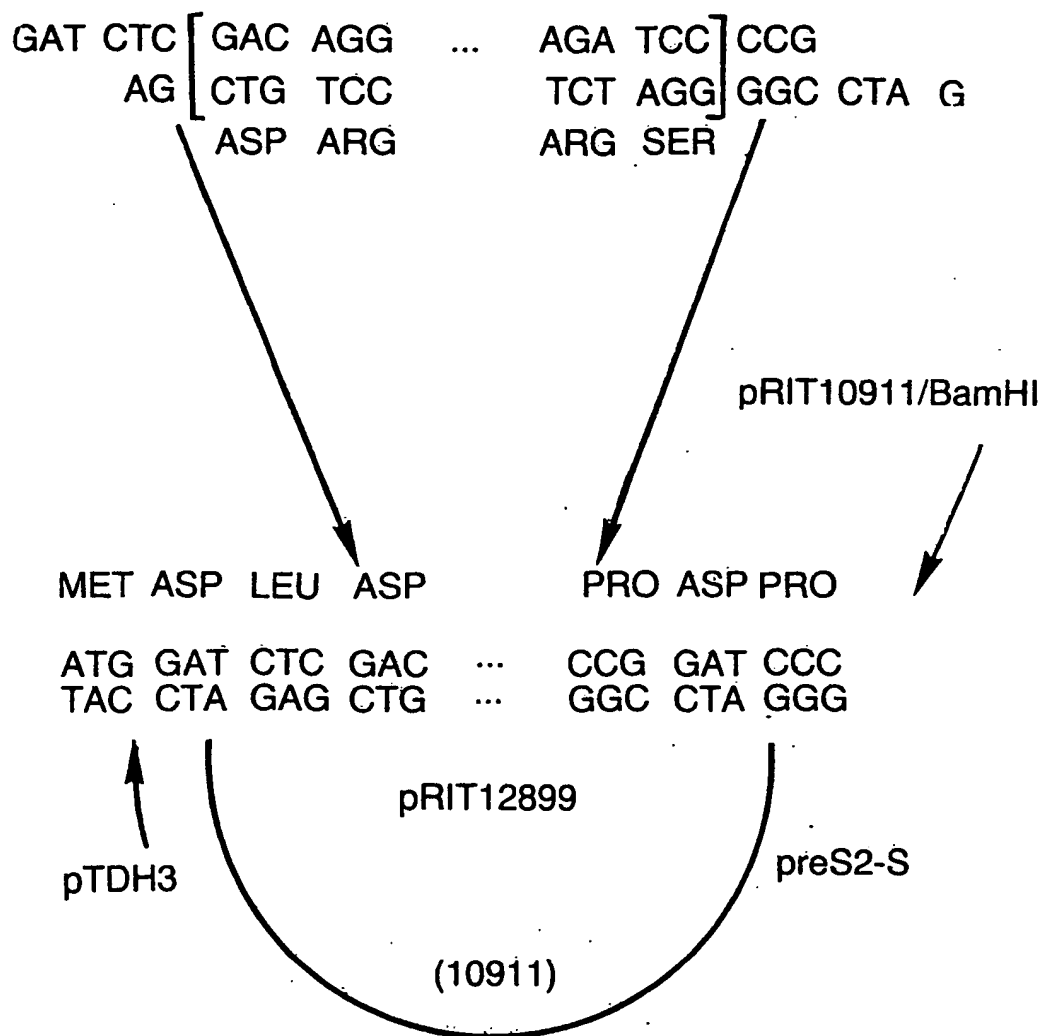 GAT CTC [ GAC AGG ... AGA TCC ] CCG
AG [ CTG TCC TCT AGG ] GGC CTA G
ASP ARG ARG SER
pRIT10911/BamHI
MET ASP LEU ASP PRO ASP PRO
ATG GAT CTC GAC ... CCG GAT CCC
TAC CTA GAG CTG ... GGC CTA GGG
pRIT12899
pTDH3
preS2-S
(10911)